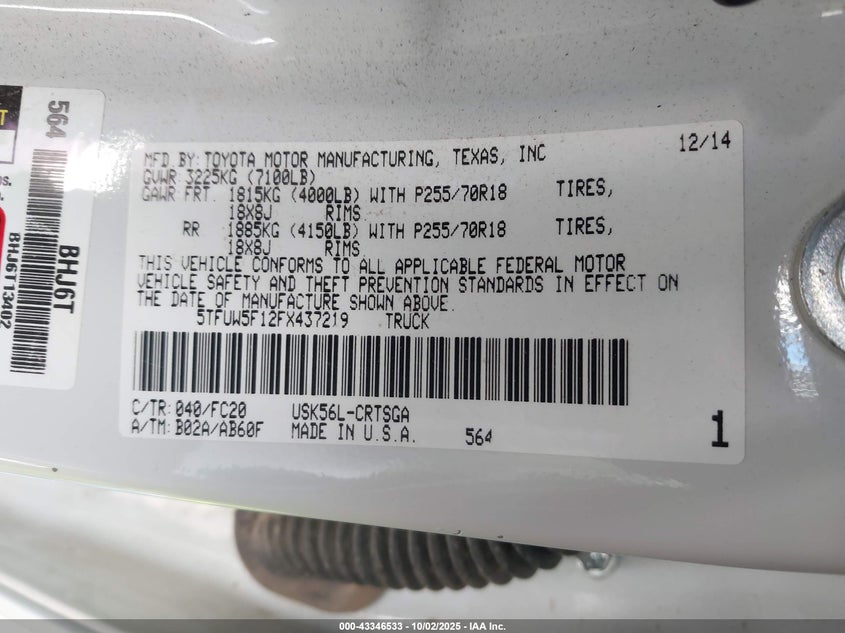 564
BHJ6T
BHJ6T13402
MFD BY: TOYOTA MOTOR MANUFACTURING, TEXAS, INC 12/14
GVWR 3225KG (7100LB)
GAWR FRT. 1815KG (4000LB) WITH P255/70R18 TIRES,
18X8J RIMS
RR 1885KG (4150LB) WITH P255/70R18 TIRES,
18X8J RIMS
THIS VEHICLE CONFORMS TO ALL APPLICABLE FEDERAL MOTOR
VEHICLE SAFETY AND THEFT PREVENTION STANDARDS IN EFFECT ON
THE DATE OF MANUFACTURE SHOWN ABOVE.
5TFUW5F12FX437219 TRUCK
C/TR: 040/FC20 USK56L-CRTSGA
A/TM: B02A/AB60F MADE IN U.S.A. 564 1
000-43346533 - 10/02/2025 - IAA Inc.